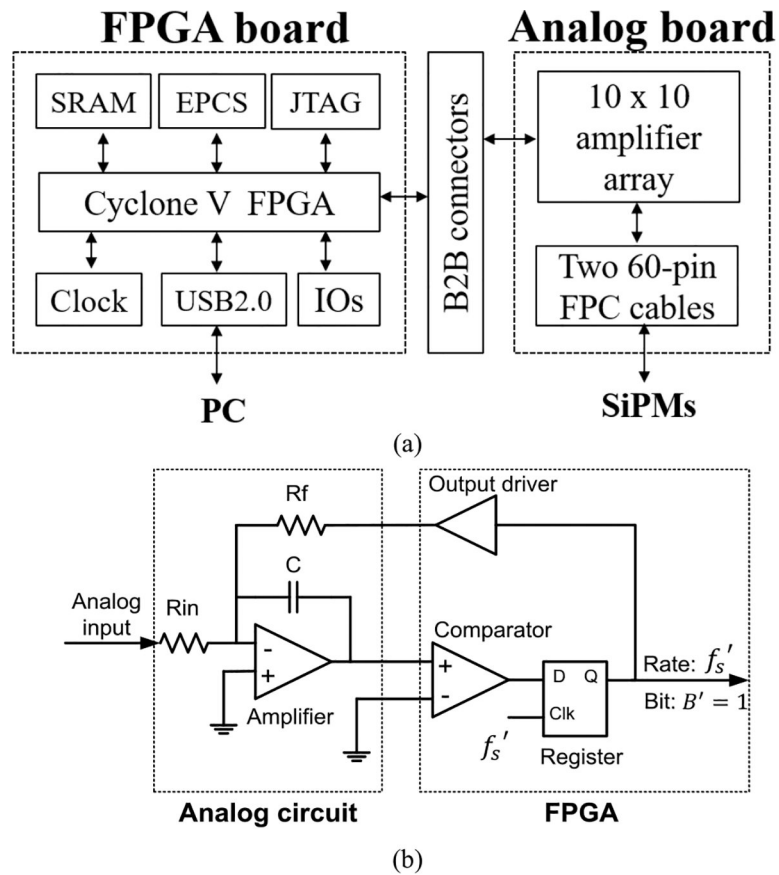 FPGA board
Analog board
SRAM
EPCS
JTAG
Cyclone V FPGA
Clock
USB2.0
IOs
PC
B2B connectors
10 x 10
amplifier
array
Two 60-pin
FPC cables
SiPMs
(a)
Output driver
Rf
C
Analog
input
Rin
-
+
Amplifier
Comparator
+
-
D Q
Clk
fs'
Register
Rate: fs'
Bit: B' = 1
Analog circuit
FPGA
(b)